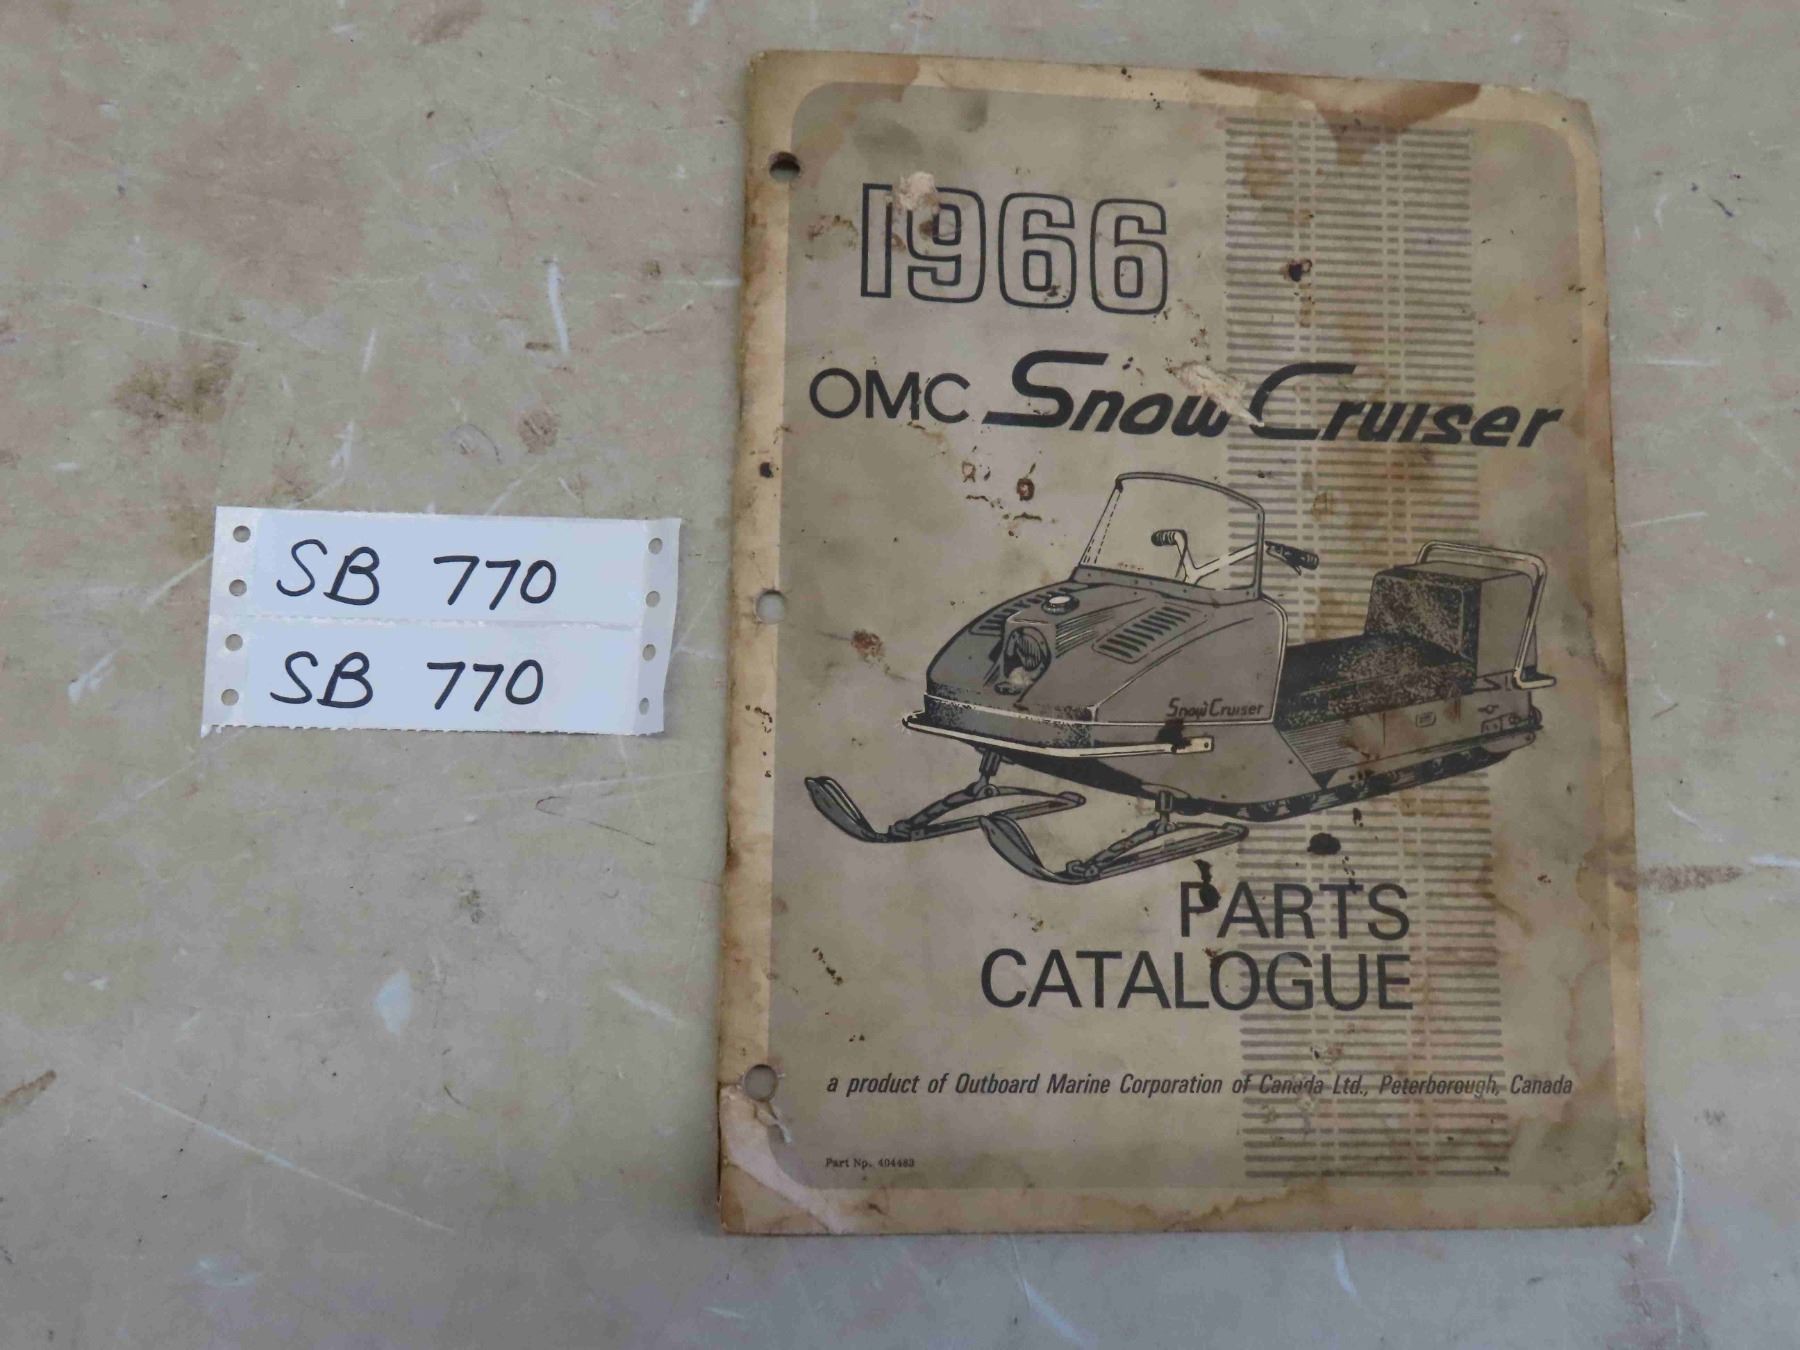 SB 770
SB 770
1966
OMC Snow Cruiser
Snow Cruiser
PARTS
CATALOGUE
a product of Outboard Marine Corporation of Canada Ltd., Peterborough, Canada
Part No. 404483